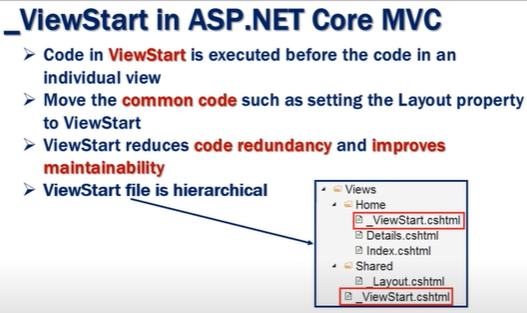 _ViewStart in ASP.NET Core MVC
Code in ViewStart is executed before the code in an
individual view
Move the common code such as setting the Layout property
to ViewStart
ViewStart reduces code redundancy and improves
maintainability
ViewStart file is hierarchical
Views
Home
_ViewStart.cshtml
Details.cshtml
Index.cshtml
Shared
_Layout.cshtml
_ViewStart.cshtml